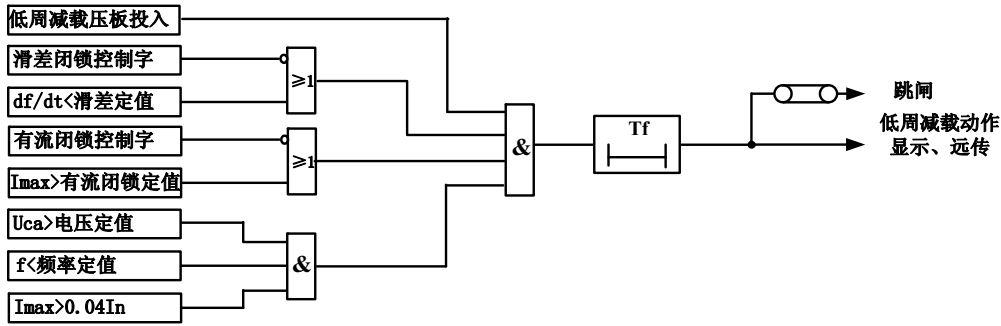 低周减载压板投入
滑差闭锁控制字
≥1
df/dt<滑差定值
跳闸
低周减载动作
显示、远传
有流闭锁控制字
≥1
&
Tf
Imax>有流闭锁定值
Uca>电压定值
f<频率定值
&
Imax>0.04In